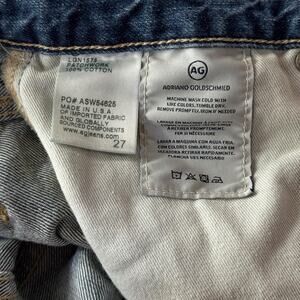 LGN1575
PATCHWORK
100% COTTON
PO# ASW54625
MADE IN U.S.A
OF IMPORTED FABRIC
AND GLOBALLY
SOURCED COMPONENTS
www.agjeans.com
27
AG
ADRIANO GOLDSCHMIED
MACHINE WASH COLD WITH
LIKE COLORS. TUMBLE DRY.
REMOVE PROMPTLY. IRON
IF NEEDED.
LAVAR A MAQUINA CON AGUA FRIA,
CON COLORES SIMILARES. SECAR EN
SECADORA RETIRAR RAPIDAMENTE.
PLANCHAR SI ES NECESARIO.